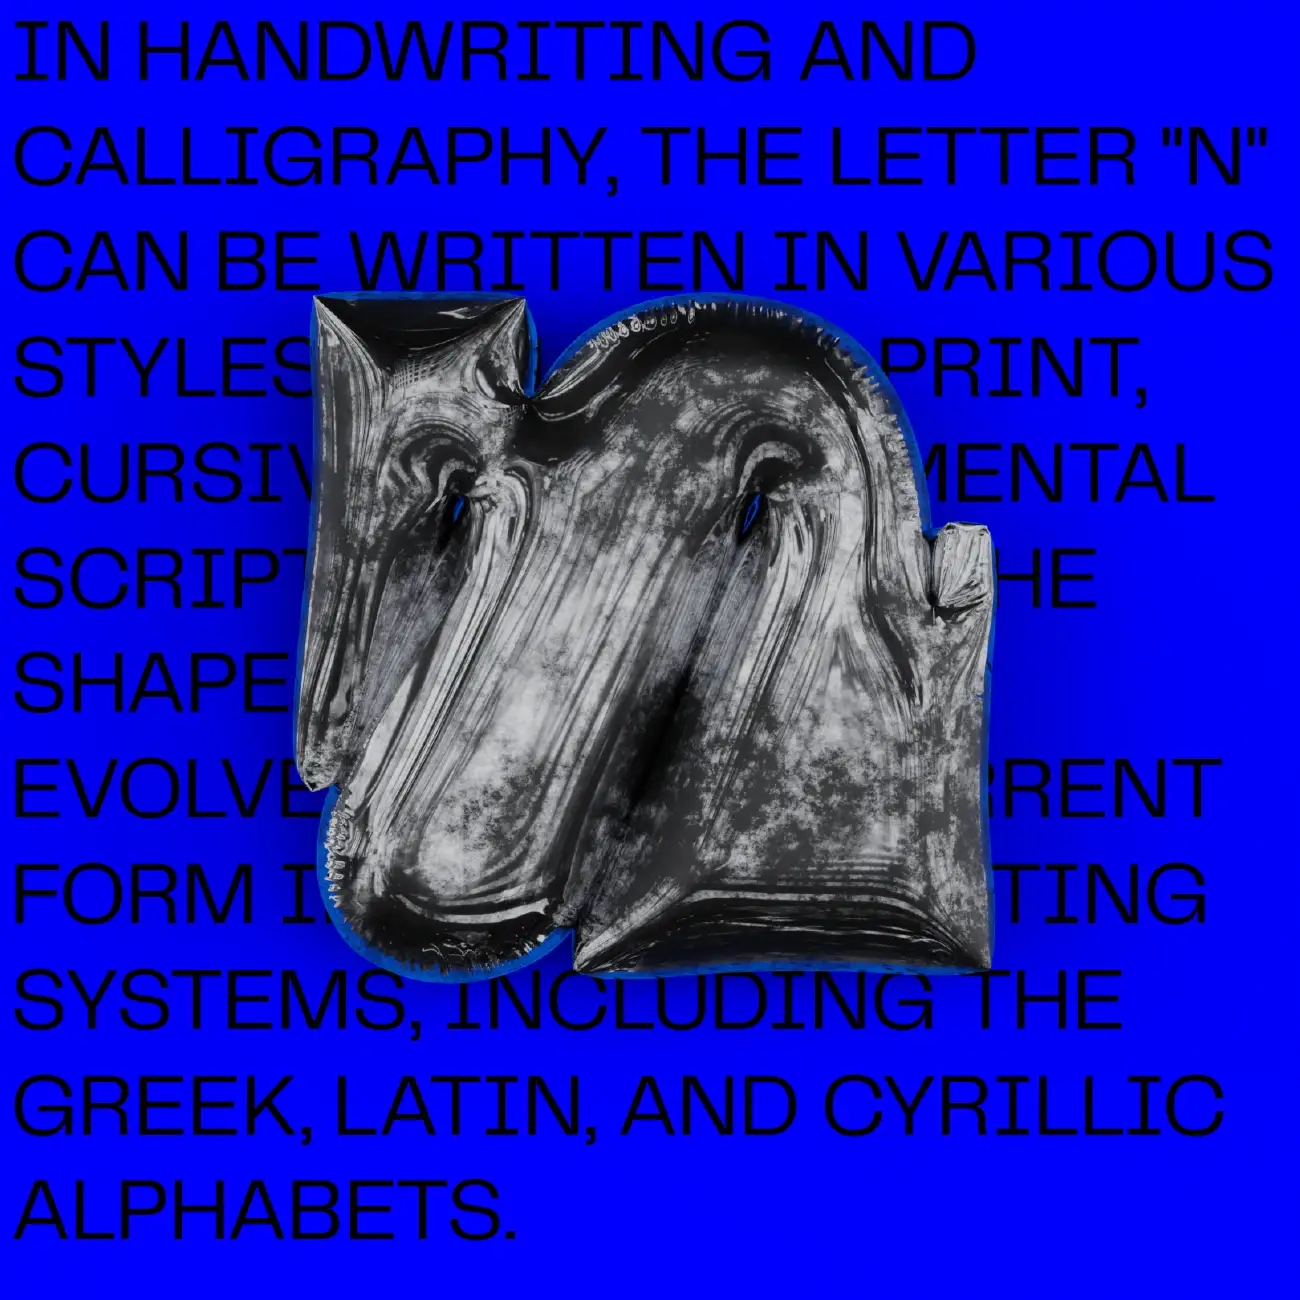 IN HANDWRITING AND
CALLIGRAPHY, THE LETTER "N"
CAN BE WRITTEN IN VARIOUS
STYLES PRINT,
CURSIV MENTAL
SCRIPT HE
SHAPE
EVOLVE RRENT
FORM I TING
SYSTEMS, INCLUDING THE
GREEK, LATIN, AND CYRILLIC
ALPHABETS.